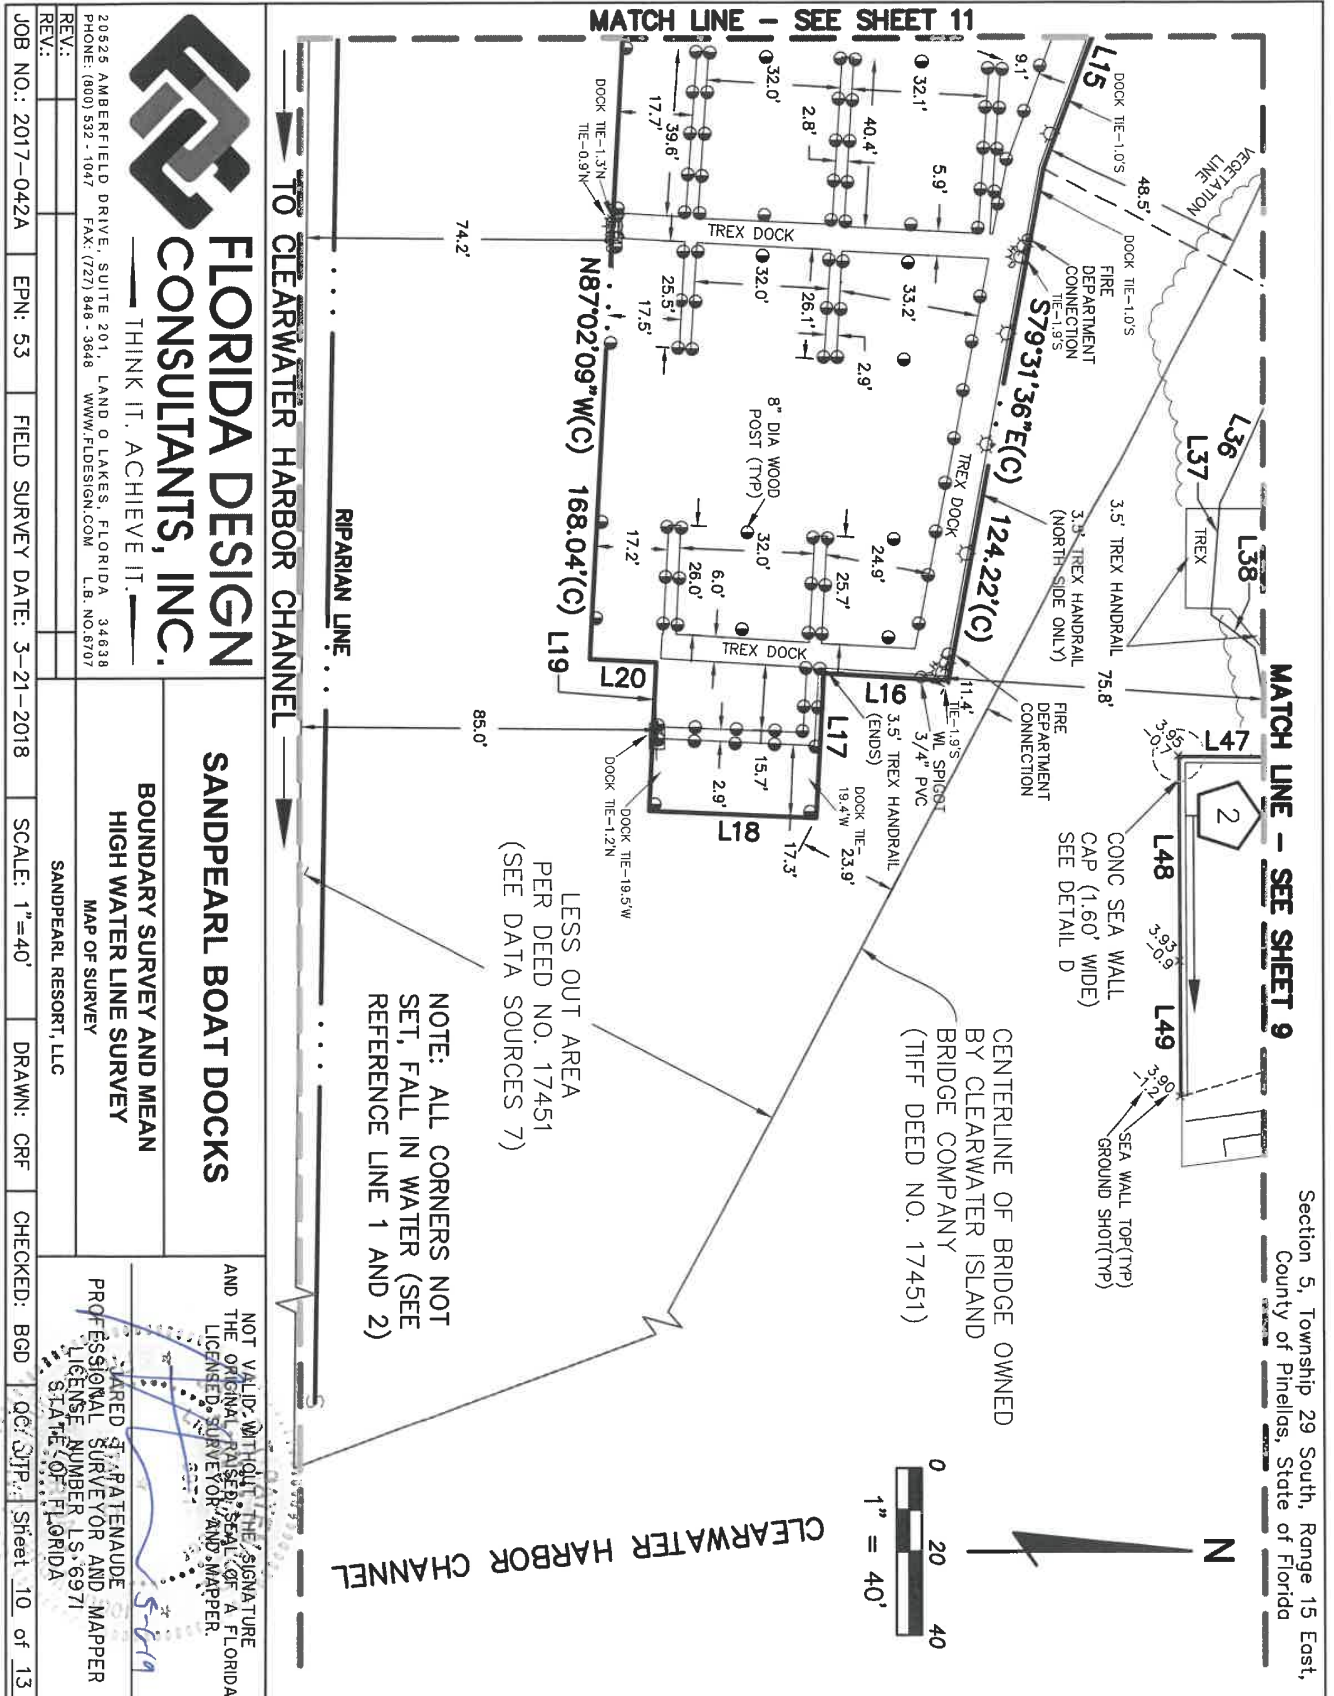 Section 5, Township 29 South, Range 15 East,
County of Pinellas, State of Florida
MATCH LINE - SEE SHEET 9
MATCH LINE - SEE SHEET 11
N
0 20 40
1" = 40'
CLEARWATER HARBOR CHANNEL
L15
DOCK TIE-1.0'S
9.1'
48.5'
VEGETATION
LINE
DOCK TIE-1.0'S
FIRE
DEPARTMENT
CONNECTION
TIE-1.9'S
S79°31'36"E(C)
124.22'(C)
L36
L37
L38
TREX
3.5' TREX HANDRAIL
3.5' TREX HANDRAIL
(NORTH SIDE ONLY)
75.8'
FIRE
DEPARTMENT
CONNECTION
11.4'
TIE-1.9'S
WL SPIGOT
3/4" PVC
3.5' TREX HANDRAIL
(ENDS)
L47
3.95
-0.7
2
L48
3.93
-0.9
L49
3.90
-1.2
CONC SEA WALL
CAP (1.60' WIDE)
SEE DETAIL D
SEA WALL TOP(TYP)
GROUND SHOT(TYP)
CENTERLINE OF BRIDGE OWNED
BY CLEARWATER ISLAND
BRIDGE COMPANY
(TIFF DEED NO. 17451)
32.1'
5.9'
40.4'
2.8'
32.0'
39.6'
17.7'
DOCK TIE-1.3'N
TIE-0.9'N
TREX DOCK
33.2'
2.9'
26.1'
32.0'
25.5'
17.5'
8" DIA WOOD
POST (TYP)
TREX DOCK
24.9'
25.7'
32.0'
26.0'
6.0'
17.2'
TREX DOCK
L16
L17
DOCK TIE-
19.4'W
23.9'
17.3'
15.7'
2.9'
L18
DOCK TIE-19.5'W
DOCK TIE-1.2'N
L20
L19
N87°02'09"W(C)
168.04'(C)
74.2'
85.0'
LESS OUT AREA
PER DEED NO. 17451
(SEE DATA SOURCES 7)
NOTE: ALL CORNERS NOT
SET, FALL IN WATER (SEE
REFERENCE LINE 1 AND 2)
RIPARIAN LINE
TO CLEARWATER HARBOR CHANNEL
FLORIDA DESIGN
CONSULTANTS, INC.
THINK IT. ACHIEVE IT.
20525 AMBERFIELD DRIVE, SUITE 201, LAND O LAKES, FLORIDA 34638
PHONE: (800) 532 - 1047 FAX: (727) 848 - 3648 WWW.FLDESIGN.COM L.B. NO.6707
SANDPEARL BOAT DOCKS
BOUNDARY SURVEY AND MEAN
HIGH WATER LINE SURVEY
MAP OF SURVEY
SANDPEARL RESORT, LLC
NOT VALID WITHOUT THE SIGNATURE
AND THE ORIGINAL RAISED SEAL OF A FLORIDA
LICENSED SURVEYOR AND MAPPER.
JARED T. PATENAUDE
PROFESSIONAL SURVEYOR AND MAPPER
LICENSE NUMBER LS 6971
STATE OF FLORIDA
REV.:
REV.:
JOB NO.: 2017-042A EPN: 53 FIELD SURVEY DATE: 3-21-2018 SCALE: 1"=40' DRAWN: CRF CHECKED: BGD QC: JTP Sheet 10 of 13